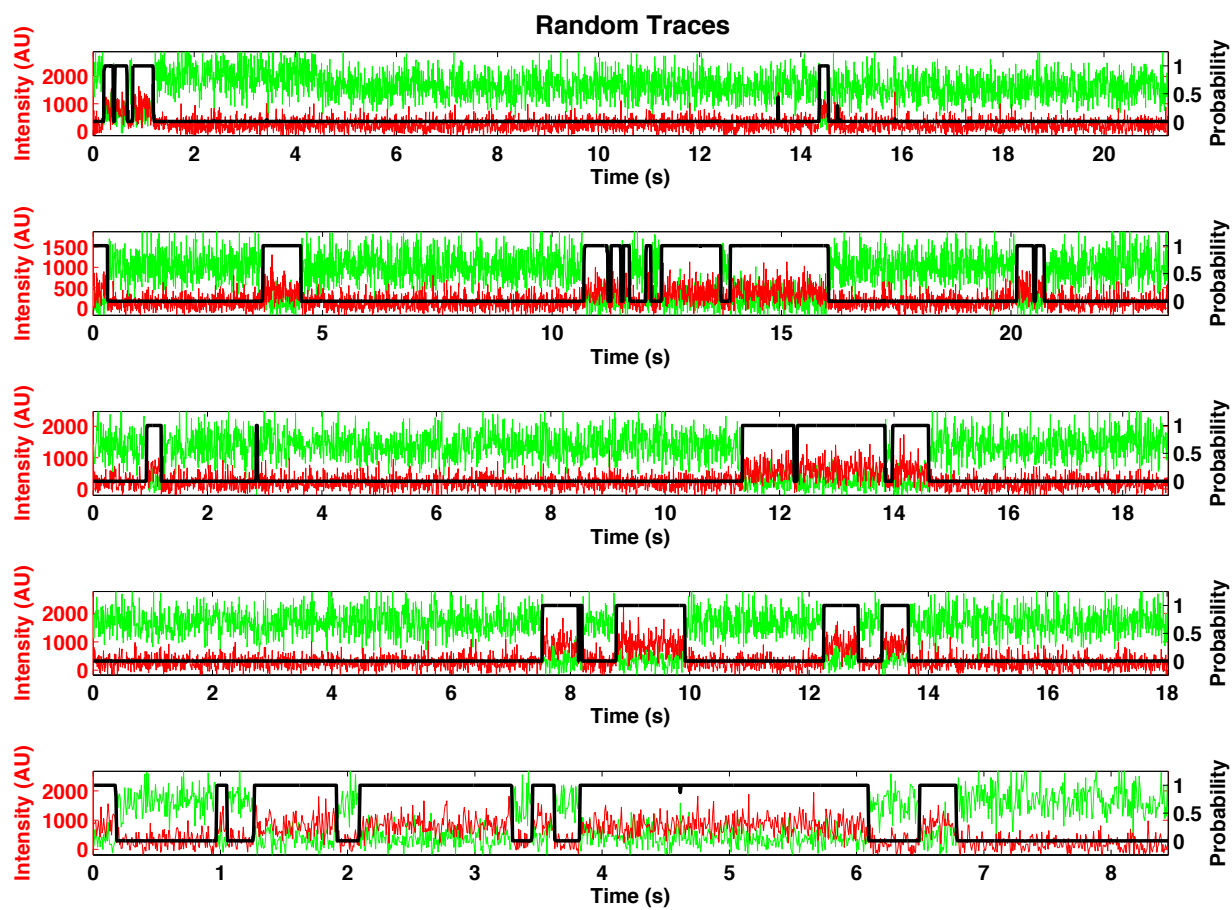 Random Traces
Intensity (AU)
2000
1000
0
1
0.5
0
Probability
0 2 4 6 8 10 12 14 16 18 20
Time (s)
Intensity (AU)
1500
1000
500
0
1
0.5
0
Probability
0 5 10 15 20
Time (s)
Intensity (AU)
2000
1000
0
1
0.5
0
Probability
0 2 4 6 8 10 12 14 16 18
Time (s)
Intensity (AU)
2000
1000
0
1
0.5
0
Probability
0 2 4 6 8 10 12 14 16 18
Time (s)
Intensity (AU)
2000
1000
0
1
0.5
0
Probability
0 1 2 3 4 5 6 7 8
Time (s)